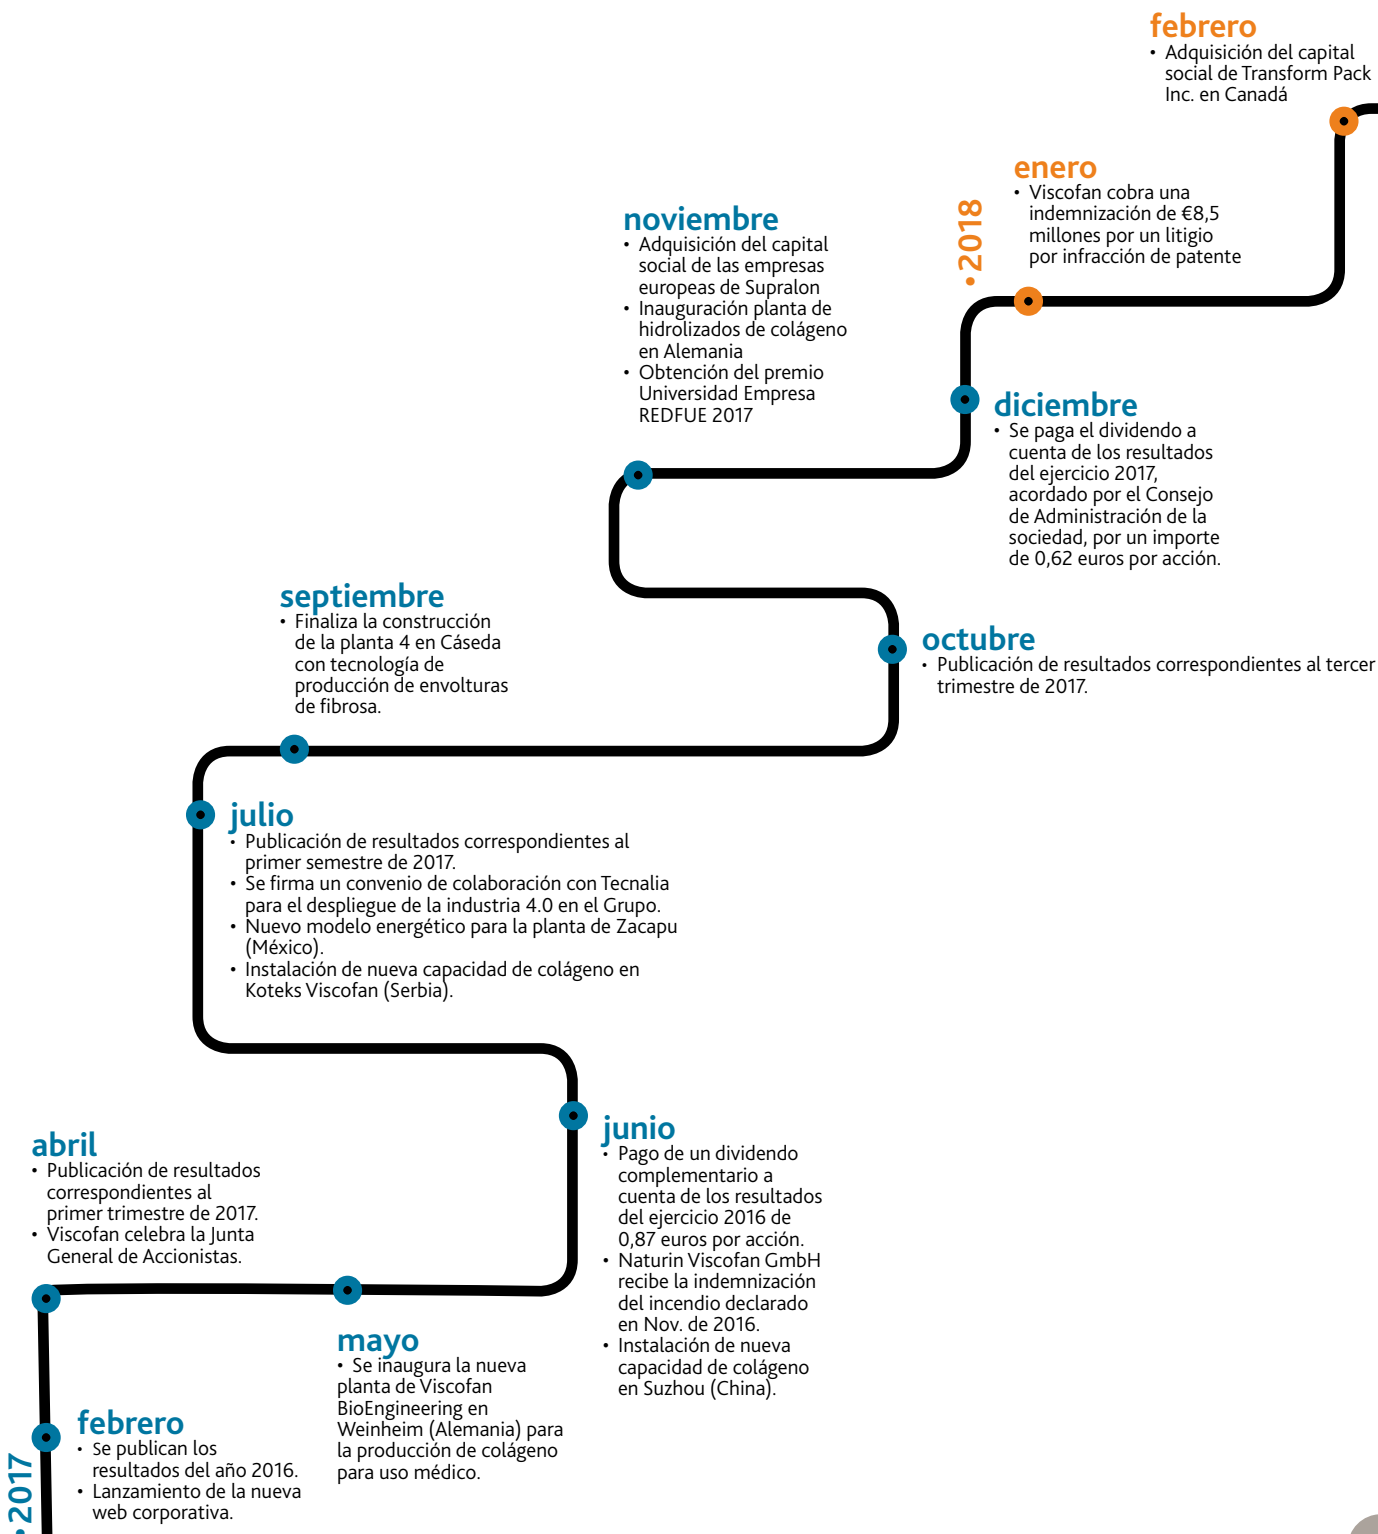 febrero
• Adquisición del capital
social de Transform Pack
Inc. en Canadá
enero
• Viscofan cobra una
indemnización de €8,5
millones por un litigio
por infracción de patente
• 2018
noviembre
• Adquisición del capital
social de las empresas
europeas de Supralon
• Inauguración planta de
hidrolizados de colágeno
en Alemania
• Obtención del premio
Universidad Empresa
REDFUE 2017
diciembre
• Se paga el dividendo a
cuenta de los resultados
del ejercicio 2017,
acordado por el Consejo
de Administración de la
sociedad, por un importe
de 0,62 euros por acción.
septiembre
• Finaliza la construcción
de la planta 4 en Cáseda
con tecnología de
producción de envolturas
de fibrosa.
octubre
• Publicación de resultados correspondientes al tercer
trimestre de 2017.
julio
• Publicación de resultados correspondientes al
primer semestre de 2017.
• Se firma un convenio de colaboración con Tecnalia
para el despliegue de la industria 4.0 en el Grupo.
• Nuevo modelo energético para la planta de Zacapu
(México).
• Instalación de nueva capacidad de colágeno en
Koteks Viscofan (Serbia).
abril
• Publicación de resultados
correspondientes al
primer trimestre de 2017.
• Viscofan celebra la Junta
General de Accionistas.
junio
• Pago de un dividendo
complementario a
cuenta de los resultados
del ejercicio 2016 de
0,87 euros por acción.
• Naturin Viscofan GmbH
recibe la indemnización
del incendio declarado
en Nov. de 2016.
• Instalación de nueva
capacidad de colágeno
en Suzhou (China).
mayo
• Se inaugura la nueva
planta de Viscofan
BioEngineering en
Weinheim (Alemania) para
la producción de colágeno
para uso médico.
febrero
• Se publican los
resultados del año 2016.
• Lanzamiento de la nueva
web corporativa.
• 2017